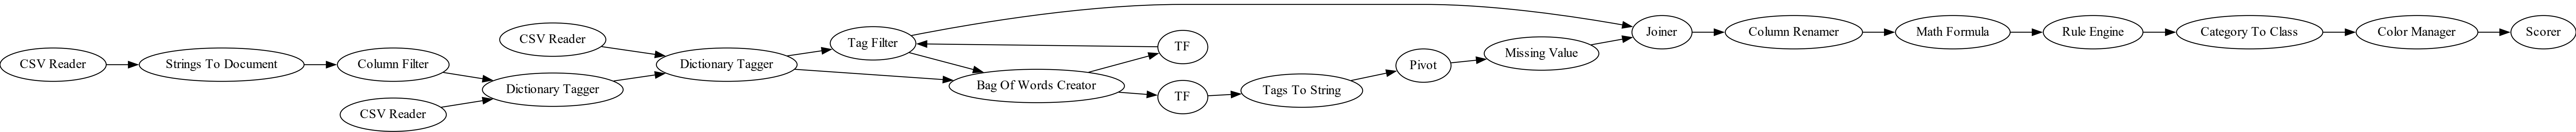 CSV Reader
Strings To Document
Column Filter
CSV Reader
CSV Reader
Dictionary Tagger
Dictionary Tagger
Tag Filter
Bag Of Words Creator
TF
TF
Tags To String
Pivot
Missing Value
Joiner
Column Renamer
Math Formula
Rule Engine
Category To Class
Color Manager
Scorer